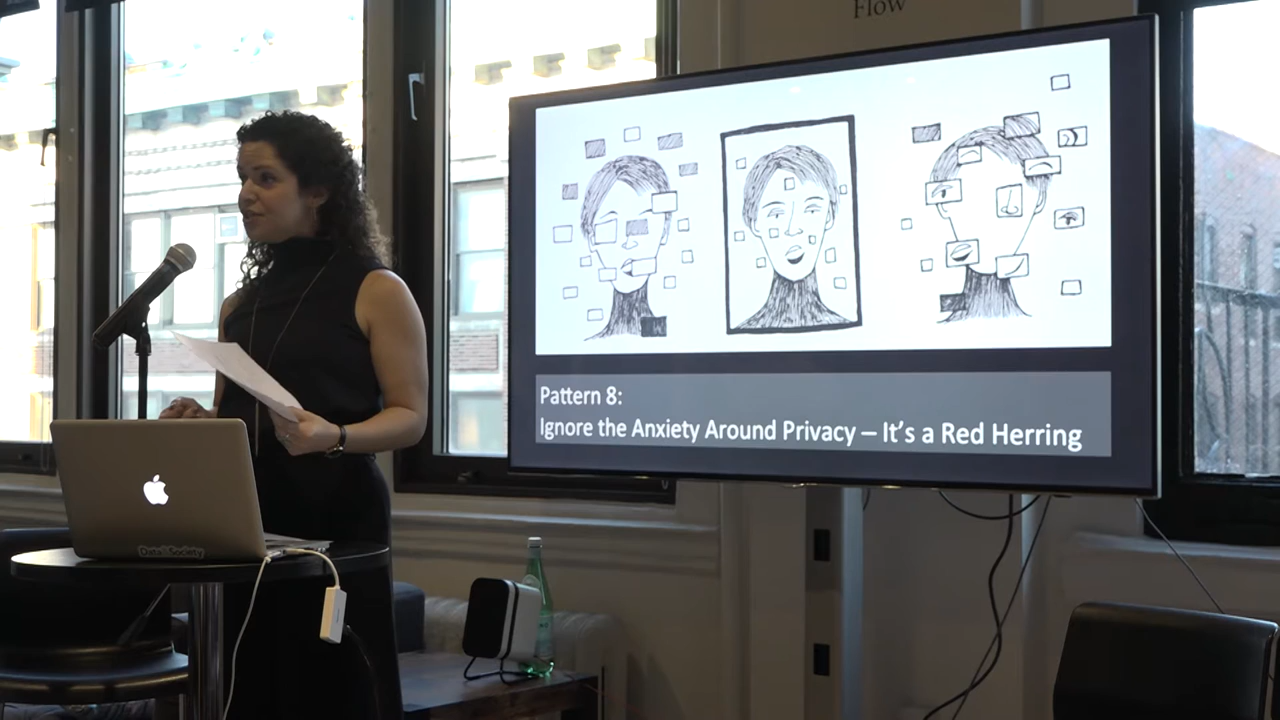 Flow
Pattern 8:
Ignore the Anxiety Around Privacy – It's a Red Herring
Data&Society